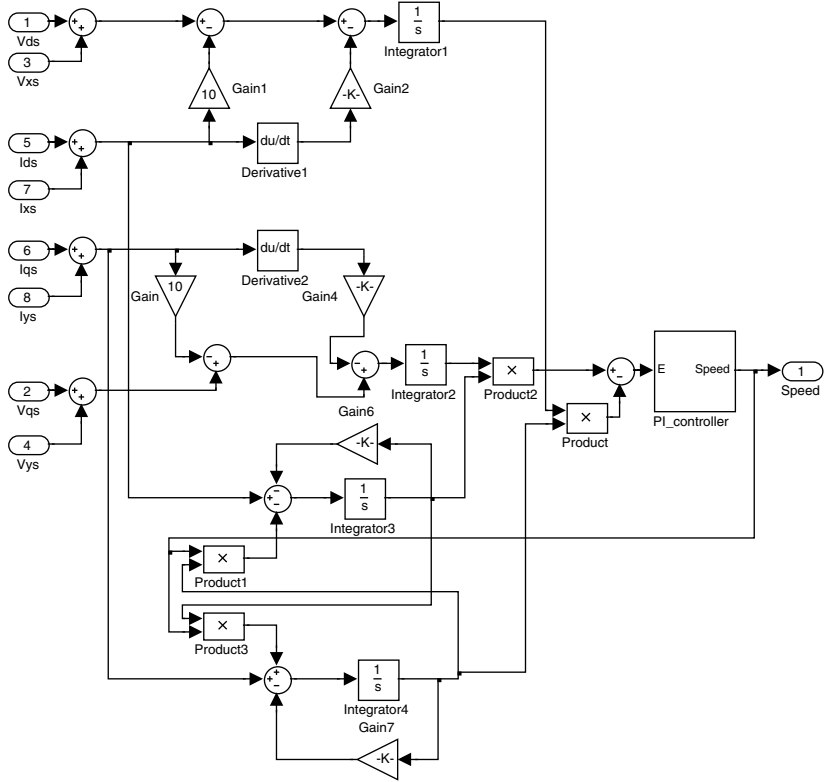 1
Vds
3
Vxs
+
+
+
−
+
−
1
s
Integrator1
10
Gain1
-K-
Gain2
5
Ids
7
Ixs
+
+
du/dt
Derivative1
6
Iqs
8
Iys
+
+
du/dt
Derivative2
Gain
10
Gain4
-K-
−
+
−
+
1
s
Integrator2
×
Product2
+
−
E
Speed
PI_controller
1
Speed
2
Vqs
4
Vys
+
+
Gain6
-K-
×
Product
−
+
−
1
s
Integrator3
×
Product1
×
Product3
+
+
−
1
s
Integrator4
Gain7
-K-